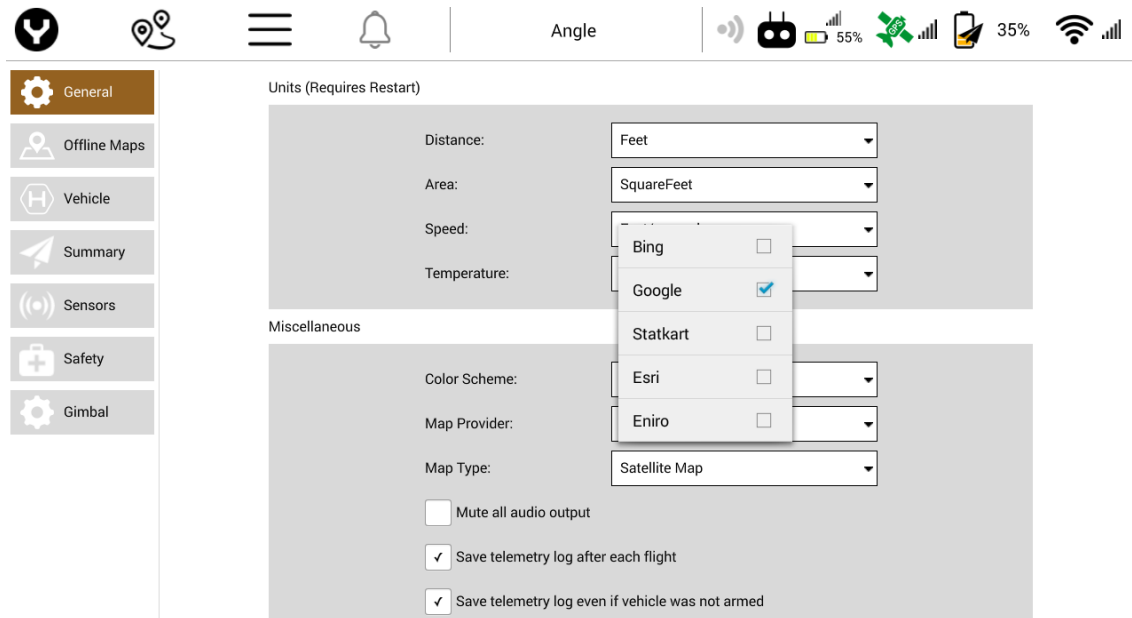 Angle
GPS
55%
35%
General
Offline Maps
Vehicle
Summary
Sensors
Safety
Gimbal
Units (Requires Restart)
Distance:
Feet
Area:
SquareFeet
Speed:
Temperature:
Bing
Google
Statkart
Esri
Eniro
Miscellaneous
Color Scheme:
Map Provider:
Map Type:
Satellite Map
Mute all audio output
Save telemetry log after each flight
Save telemetry log even if vehicle was not armed